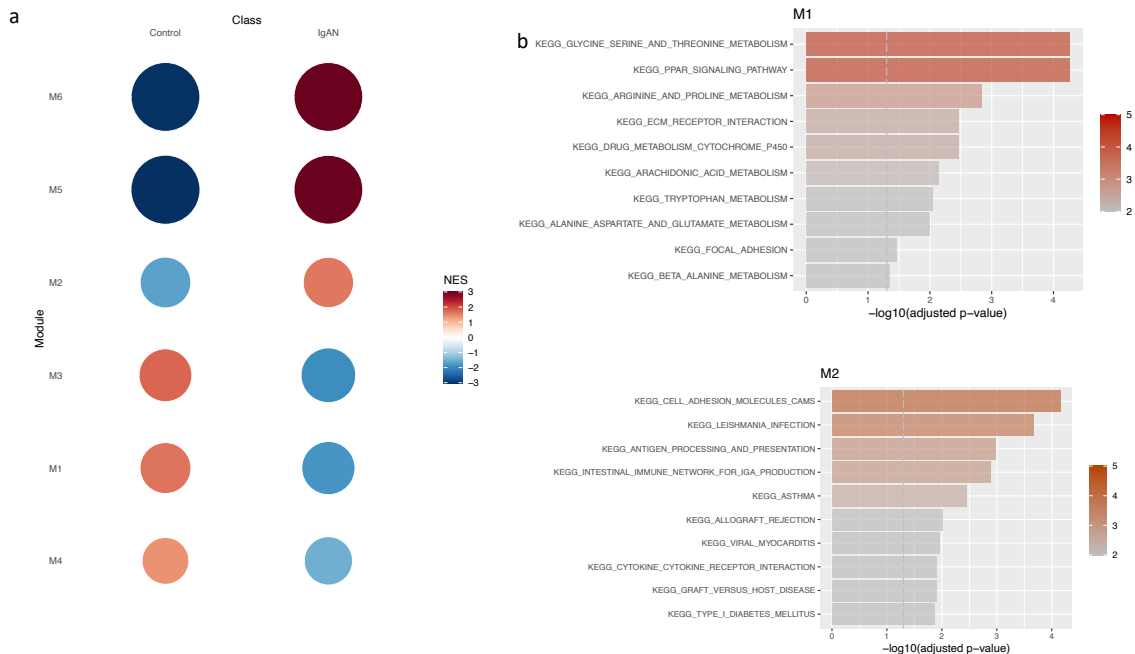 a
Class
Control
IgAN
M6
M5
M2
M3
M1
M4
Module
NES
3
2
1
0
−1
−2
−3
b
M1
KEGG_GLYCINE_SERINE_AND_THREONINE_METABOLISM
KEGG_PPAR_SIGNALING_PATHWAY
KEGG_ARGININE_AND_PROLINE_METABOLISM
KEGG_ECM_RECEPTOR_INTERACTION
KEGG_DRUG_METABOLISM_CYTOCHROME_P450
KEGG_ARACHIDONIC_ACID_METABOLISM
KEGG_TRYPTOPHAN_METABOLISM
KEGG_ALANINE_ASPARTATE_AND_GLUTAMATE_METABOLISM
KEGG_FOCAL_ADHESION
KEGG_BETA_ALANINE_METABOLISM
0 1 2 3 4
−log10(adjusted p−value)
5
4
3
2
M2
KEGG_CELL_ADHESION_MOLECULES_CAMS
KEGG_LEISHMANIA_INFECTION
KEGG_ANTIGEN_PROCESSING_AND_PRESENTATION
KEGG_INTESTINAL_IMMUNE_NETWORK_FOR_IGA_PRODUCTION
KEGG_ASTHMA
KEGG_ALLOGRAFT_REJECTION
KEGG_VIRAL_MYOCARDITIS
KEGG_CYTOKINE_CYTOKINE_RECEPTOR_INTERACTION
KEGG_GRAFT_VERSUS_HOST_DISEASE
KEGG_TYPE_I_DIABETES_MELLITUS
0 1 2 3 4
−log10(adjusted p−value)
5
4
3
2